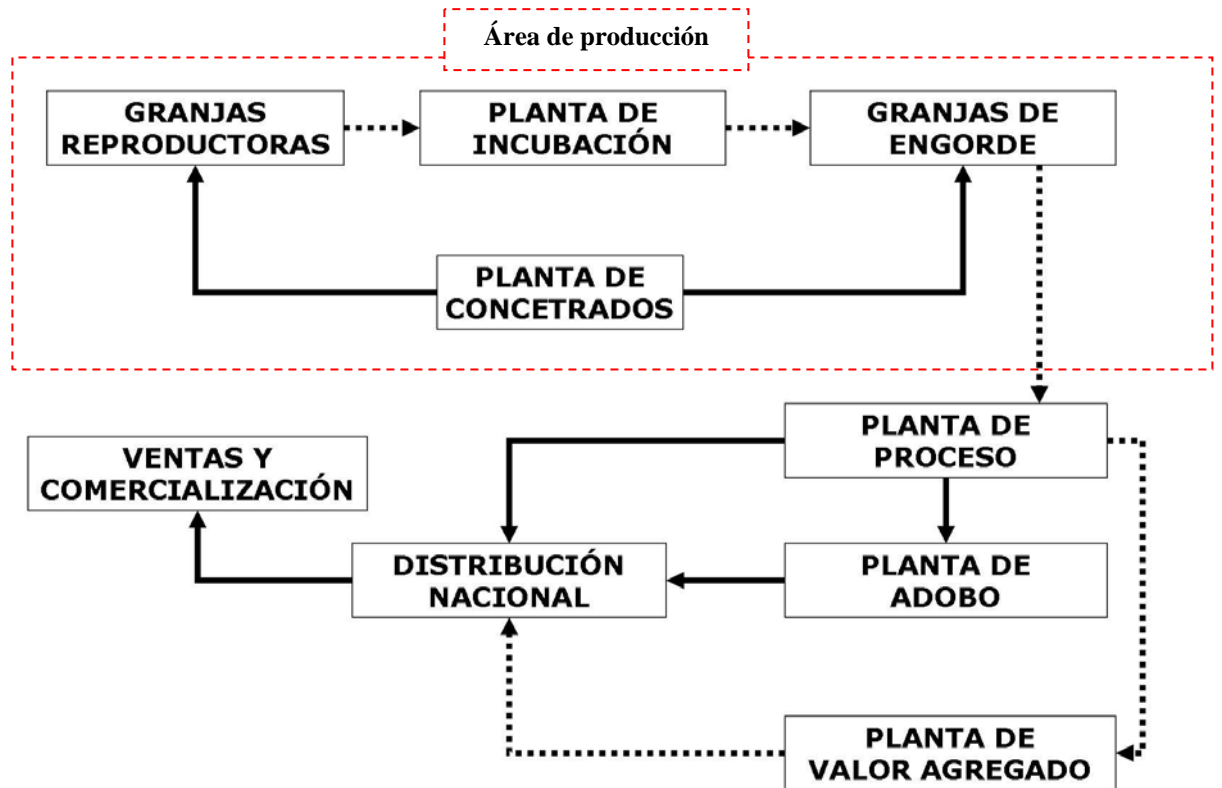 Área de producción
GRANJAS
REPRODUCTORAS
PLANTA DE
INCUBACIÓN
GRANJAS DE
ENGORDE
PLANTA DE
CONCETRADOS
PLANTA DE
PROCESO
VENTAS Y
COMERCIALIZACIÓN
DISTRIBUCIÓN
NACIONAL
PLANTA DE
ADOBO
PLANTA DE
VALOR AGREGADO